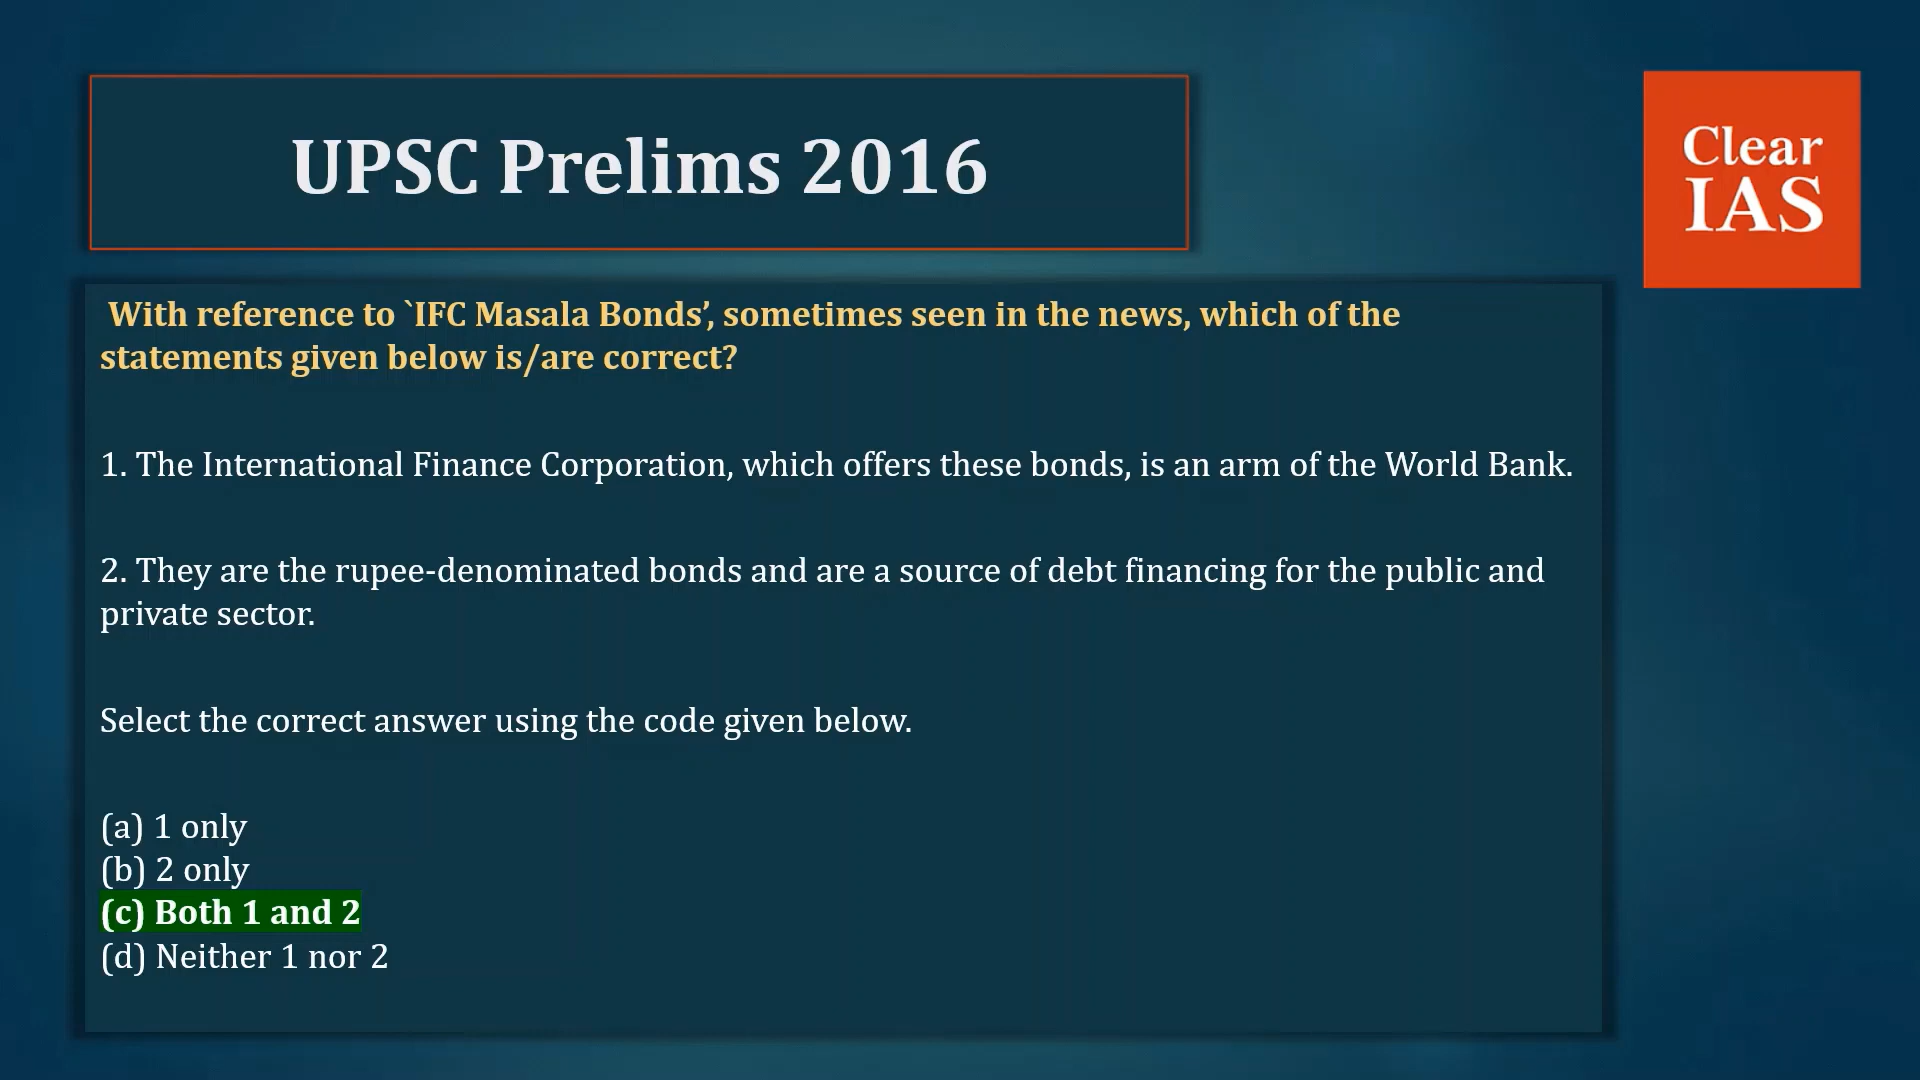 UPSC Prelims 2016
Clear
IAS
With reference to `IFC Masala Bonds’, sometimes seen in the news, which of the
statements given below is/are correct?
1. The International Finance Corporation, which offers these bonds, is an arm of the World Bank.
2. They are the rupee-denominated bonds and are a source of debt financing for the public and
private sector.
Select the correct answer using the code given below.
(a) 1 only
(b) 2 only
(c) Both 1 and 2
(d) Neither 1 nor 2